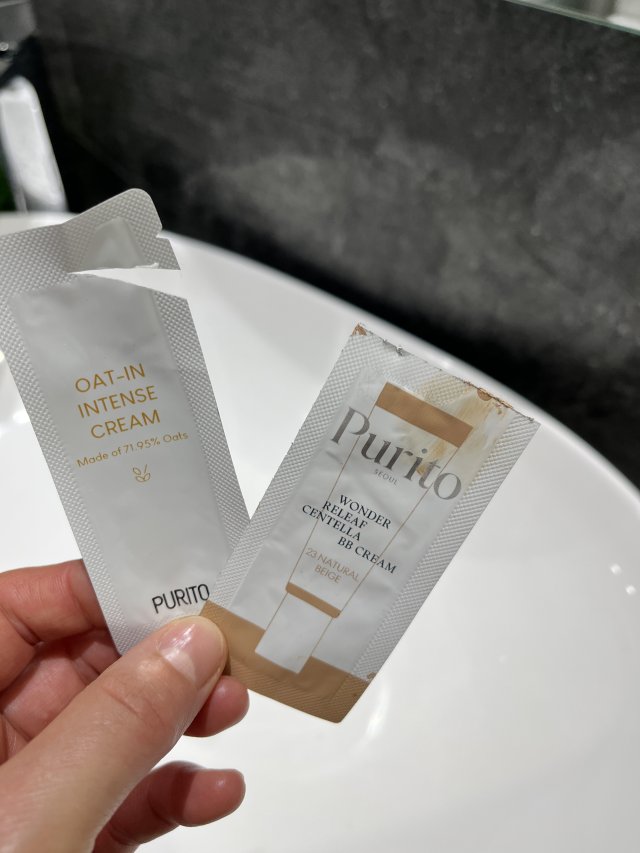 OAT-IN
INTENSE
CREAM
Made of 71.95% Oats
PURITO
Purito
SEOUL
WONDER
RELEAF
CENTELLA
BB CREAM
23 NATURAL
BEIGE